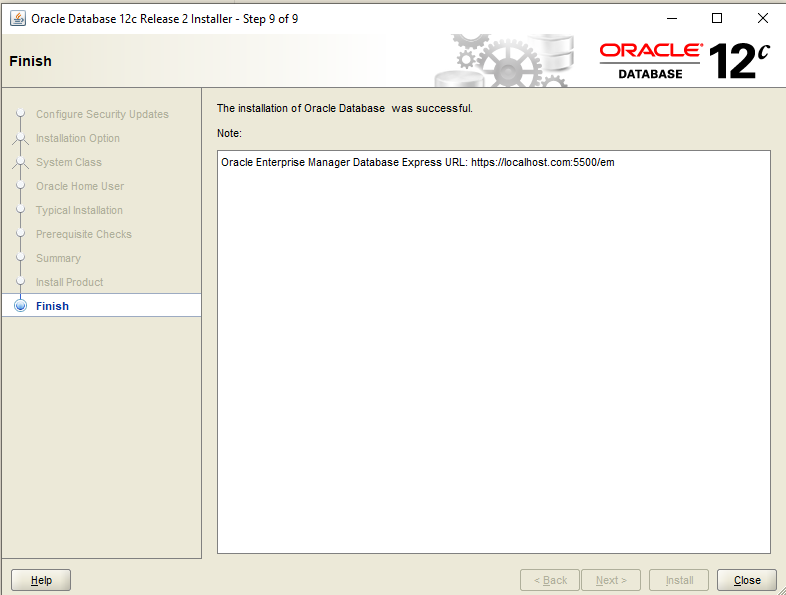 Oracle Database 12c Release 2 Installer - Step 9 of 9
Finish
ORACLE
DATABASE
12c
Configure Security Updates
Installation Option
System Class
Oracle Home User
Typical Installation
Prerequisite Checks
Summary
Install Product
Finish
The installation of Oracle Database was successful.
Note:
Oracle Enterprise Manager Database Express URL: https://localhost.com:5500/em
Help
< Back
Next >
Install
Close